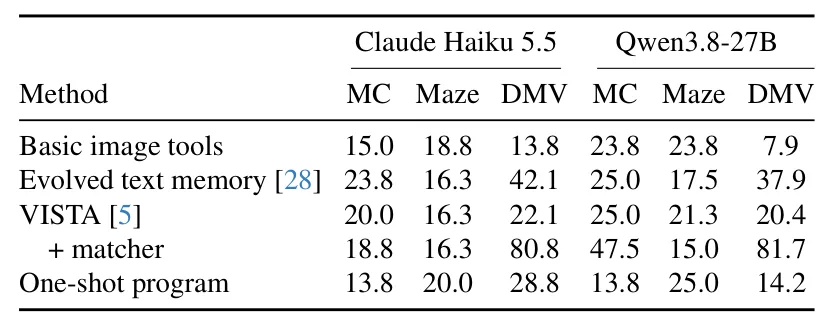 Claude Haiku 5.5 Qwen3.8-27B
Method MC Maze DMV MC Maze DMV
Basic image tools 15.0 18.8 13.8 23.8 23.8 7.9
Evolved text memory [28] 23.8 16.3 42.1 25.0 17.5 37.9
VISTA [5] 20.0 16.3 22.1 25.0 21.3 20.4
+ matcher 18.8 16.3 80.8 47.5 15.0 81.7
One-shot program 13.8 20.0 28.8 13.8 25.0 14.2